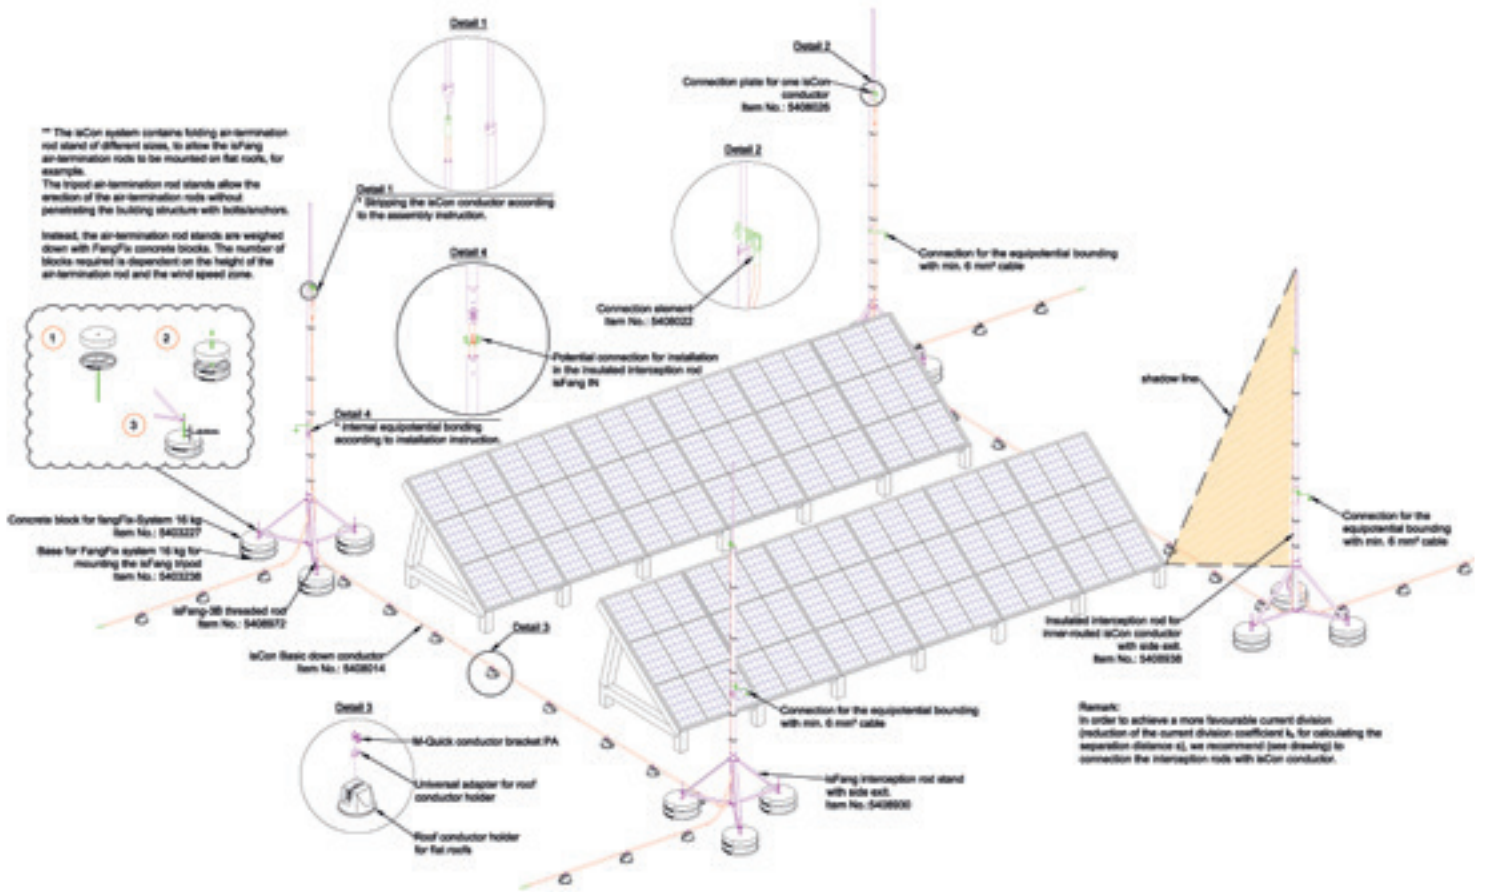 Detail 1
Detail 2
Connection plate for one isCon
conductor
Item No.: 5408026
** The isCon system contains folding air-termination
rod stand of different sizes, to allow the isFang
air-termination rods to be mounted on flat roofs, for
example.
The tripod air-termination rod stands allow the
erection of the air-termination rods without
penetrating the building structure with bolts/anchors.
Instead, the air-termination rod stands are weighed
down with FangFix concrete blocks. The number of
blocks required is dependent on the height of the
air-termination rod and the wind speed zone.
Detail 2
Detail 1
* Stripping the isCon conductor according
to the assembly instruction.
Detail 4
Connection for the equipotential bounding
with min. 6 mm² cable
Connection element
Item No.: 5408022
1
2
3
Potential connection for installation
in the insulated interception rod
isFang IN
shadow line
Detail 4
* Internal equipotential bonding
according to installation instruction.
Concrete block for fangFix-System 16 kg
Item No.: 5403227
Base for FangFix system 16 kg for
mounting the isFang tripod
Item No.: 5403238
isFang-3B threaded rod
Item No.: 5408972
isCon Basic down conductor
Item No.: 5408014
Detail 3
Connection for the
equipotential bounding
with min. 6 mm² cable
Insulated interception rod for
inner-routed isCon conductor
with side exit.
Item No.: 5408938
Detail 3
M-Quick conductor bracket PA
Universal adapter for roof
conductor holder
Roof conductor holder
for flat roofs
Connection for the equipotential bounding
with min. 6 mm² cable
isFang interception rod stand
with side exit.
Item No.:5408930
Remark:
In order to achieve a more favourable current division
(reduction of the current division coefficient kc for calculating the
separation distance s), we recommend (see drawing) to
connection the interception rods with isCon conductor.